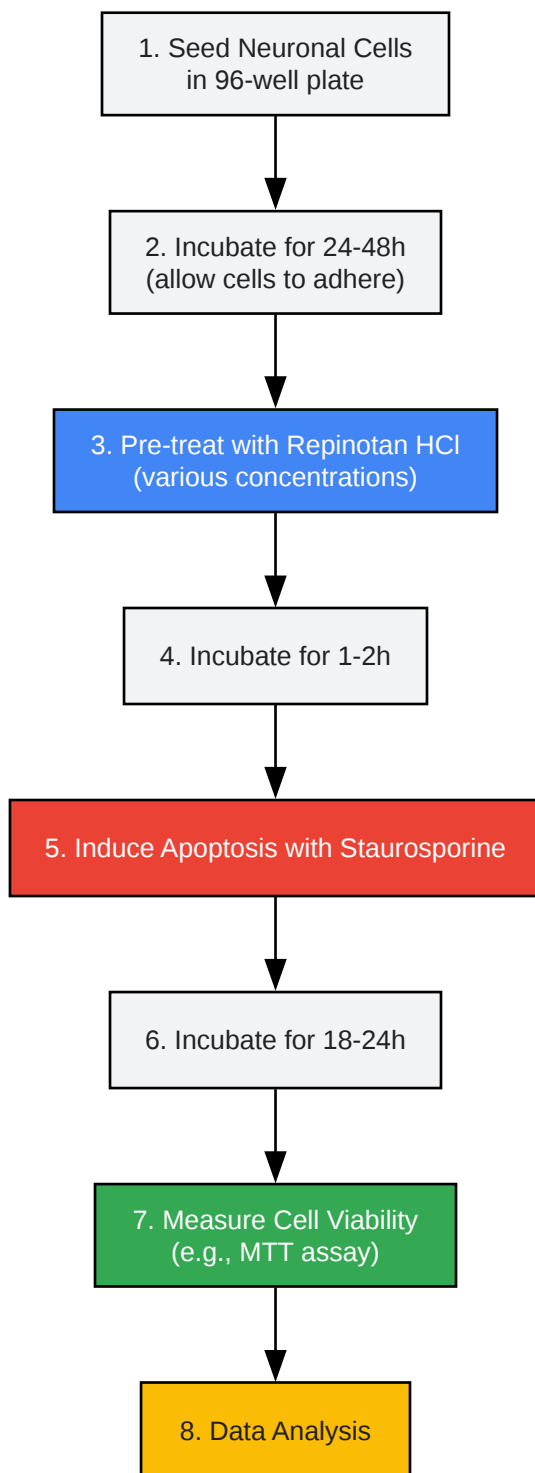 1. Seed Neuronal Cells
in 96-well plate
2. Incubate for 24-48h
(allow cells to adhere)
3. Pre-treat with Repinotan HCl
(various concentrations)
4. Incubate for 1-2h
5. Induce Apoptosis with Staurosporine
6. Incubate for 18-24h
7. Measure Cell Viability
(e.g., MTT assay)
8. Data Analysis